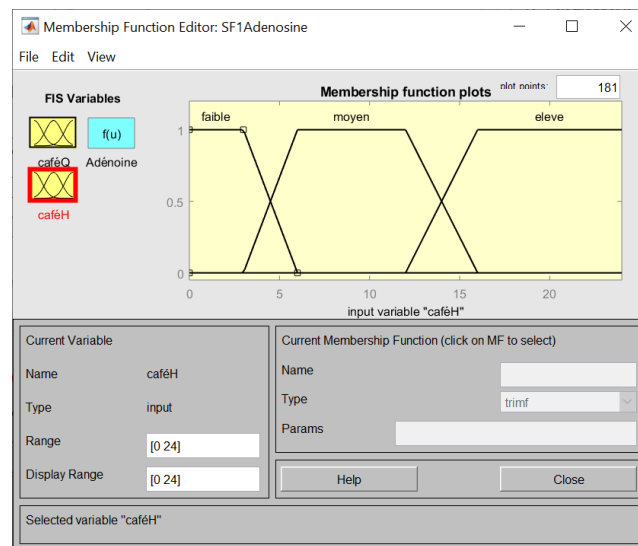 Membership Function Editor: SF1Adenosine
File Edit View
FIS Variables
f(u)
caféQ Adénoine
caféH
Membership function plots plot points: 181
faible moyen eleve
1
0.5
0
0 5 10 15 20
input variable "caféH"
Current Variable
Name caféH
Type input
Range [0 24]
Display Range [0 24]
Current Membership Function (click on MF to select)
Name
Type trimf
Params
Help Close
Selected variable "caféH"